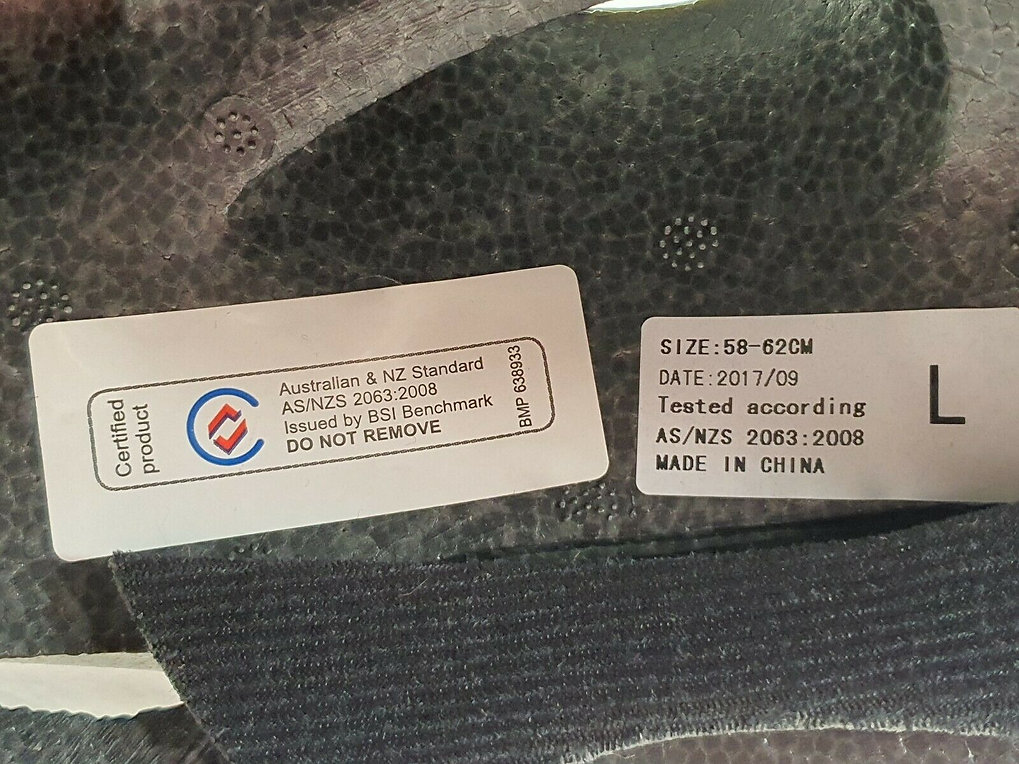 Certified
product
Australian & NZ Standard
AS/NZS 2063:2008
Issued by BSI Benchmark
DO NOT REMOVE
BMP 638933
SIZE:58-62CM
DATE:2017/09
Tested according
AS/NZS 2063:2008
MADE IN CHINA
L